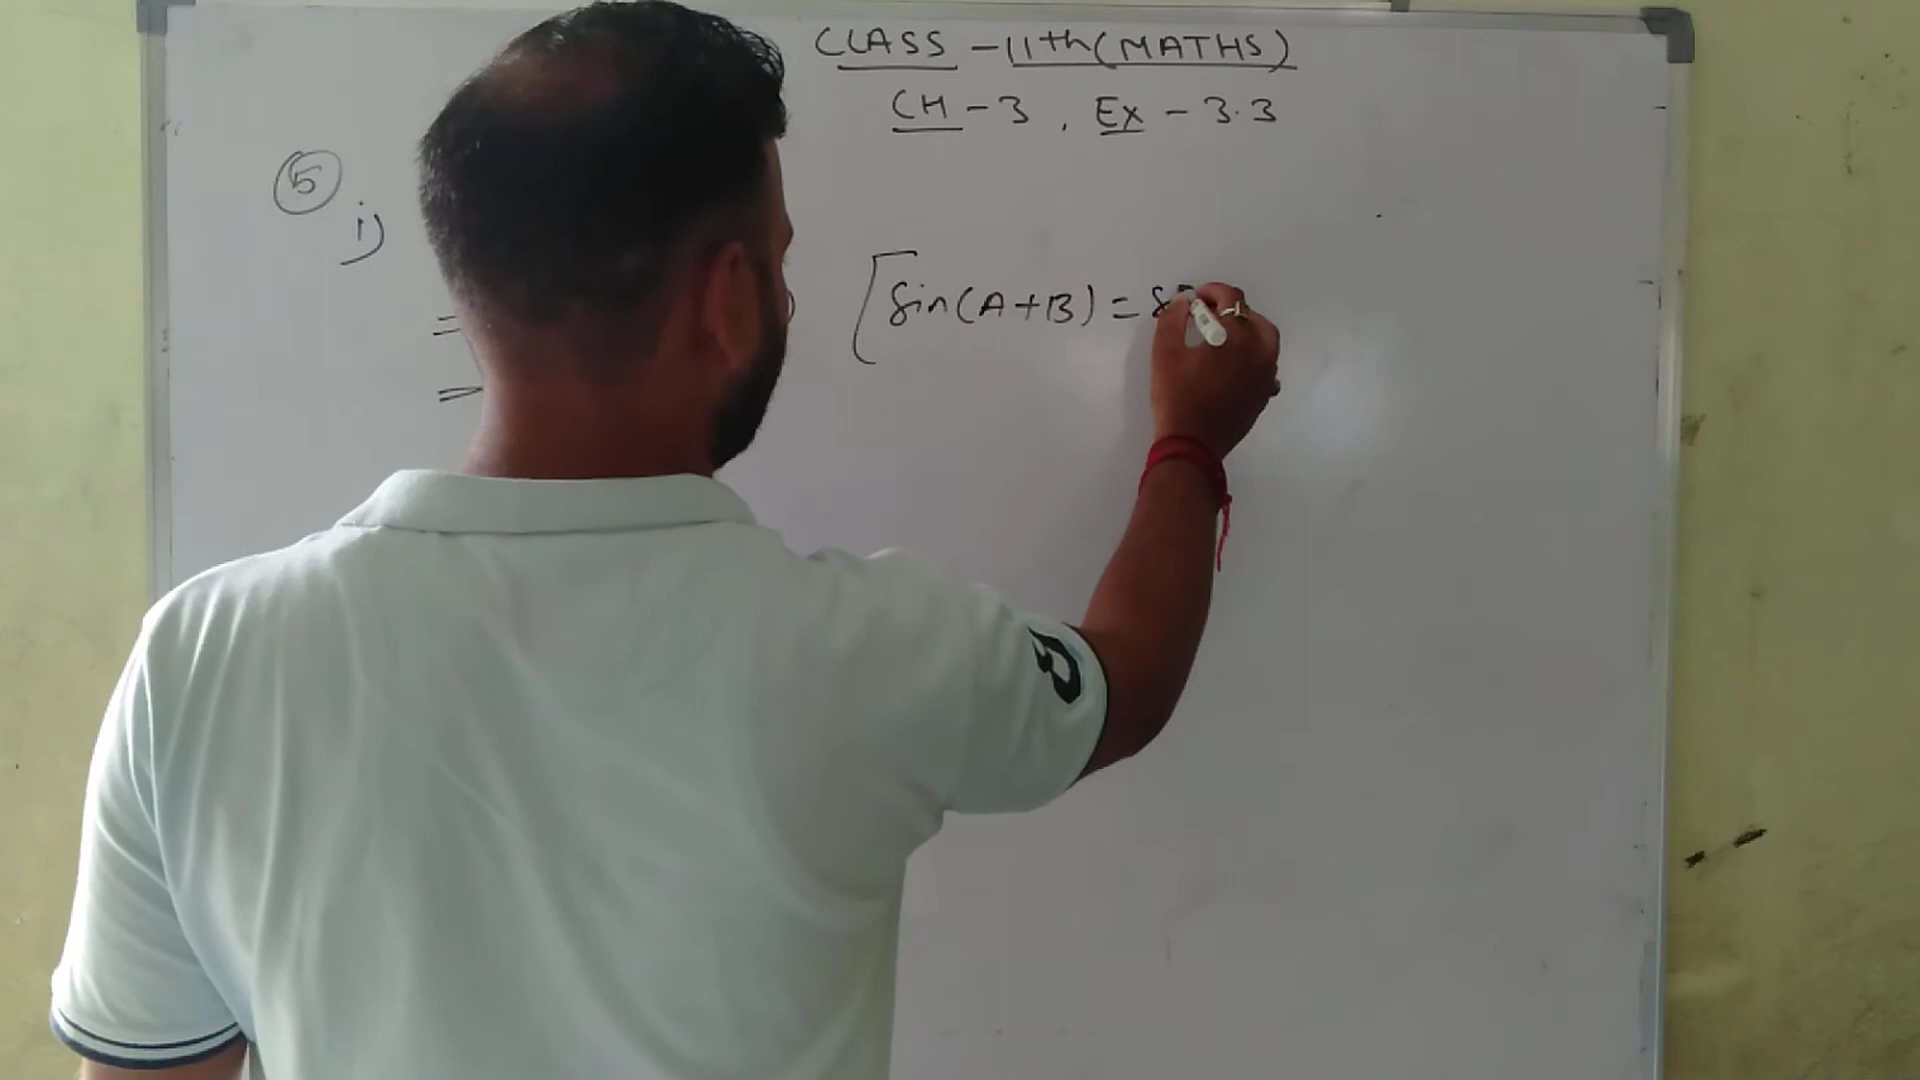 CLASS - 11th (MATHS)
CH - 3, Ex - 3.3
5
i)
[sin(A+B) =
=
=